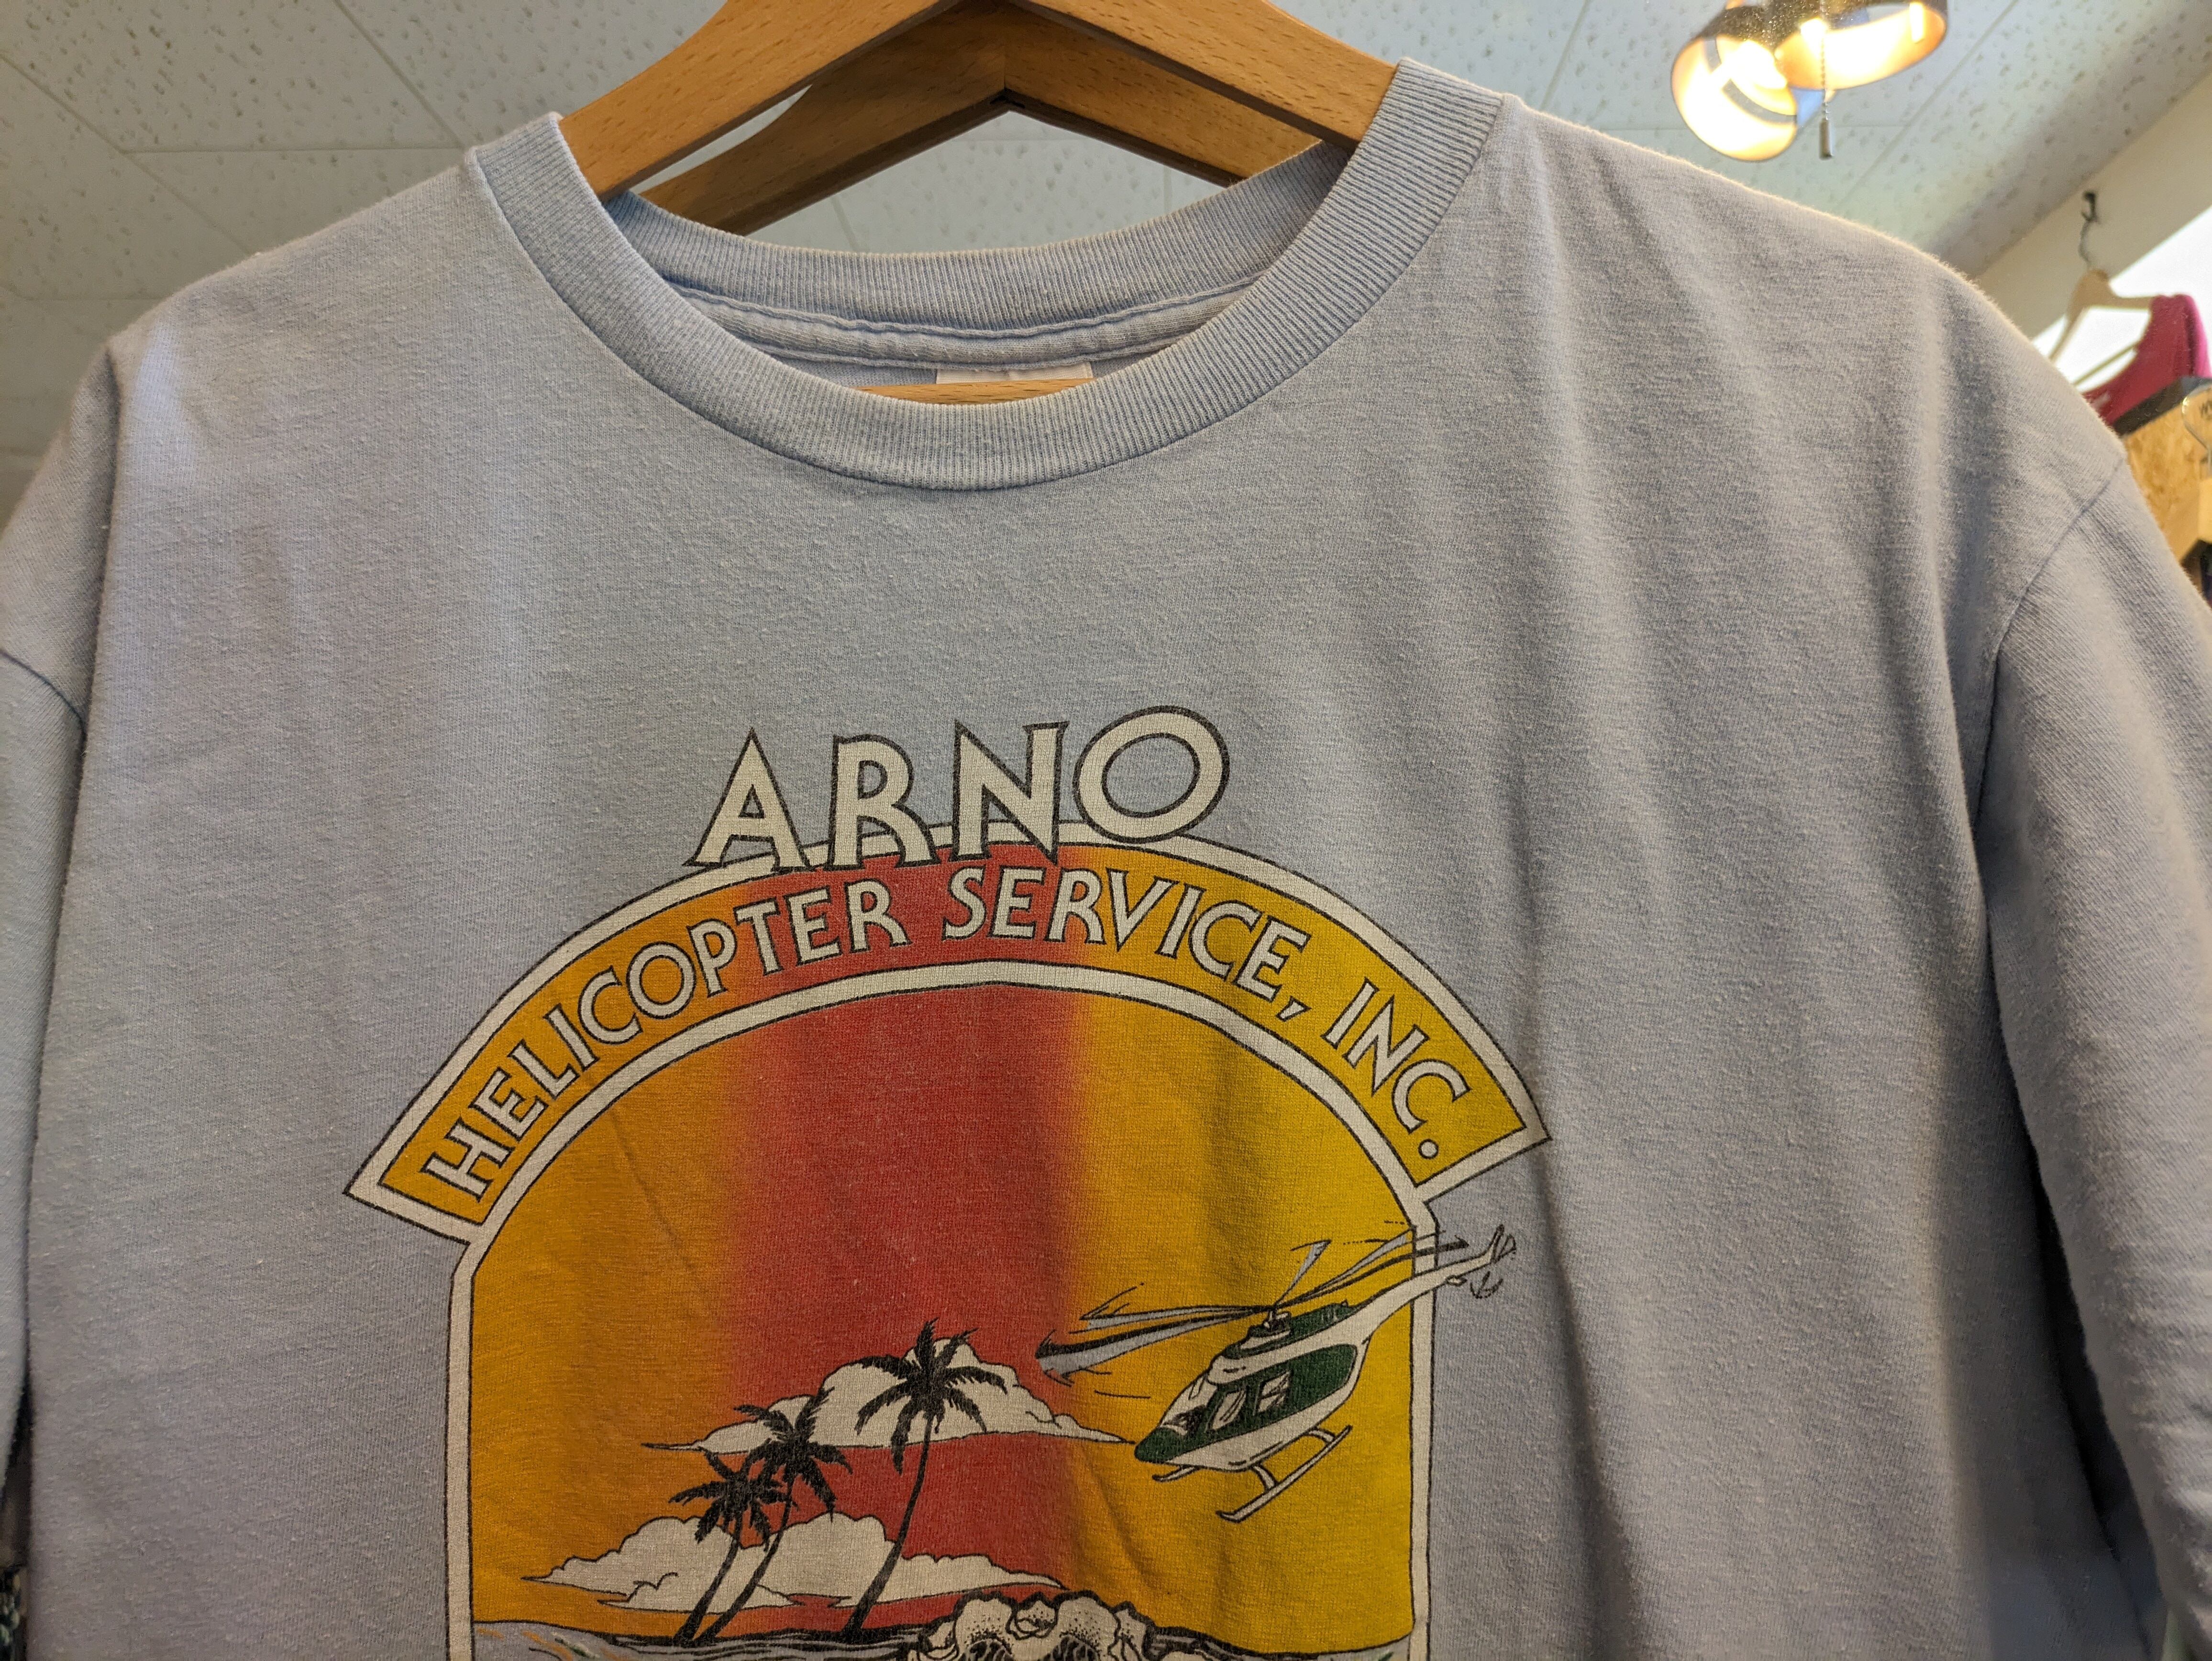 ARNO
HELICOPTER SERVICE, INC.